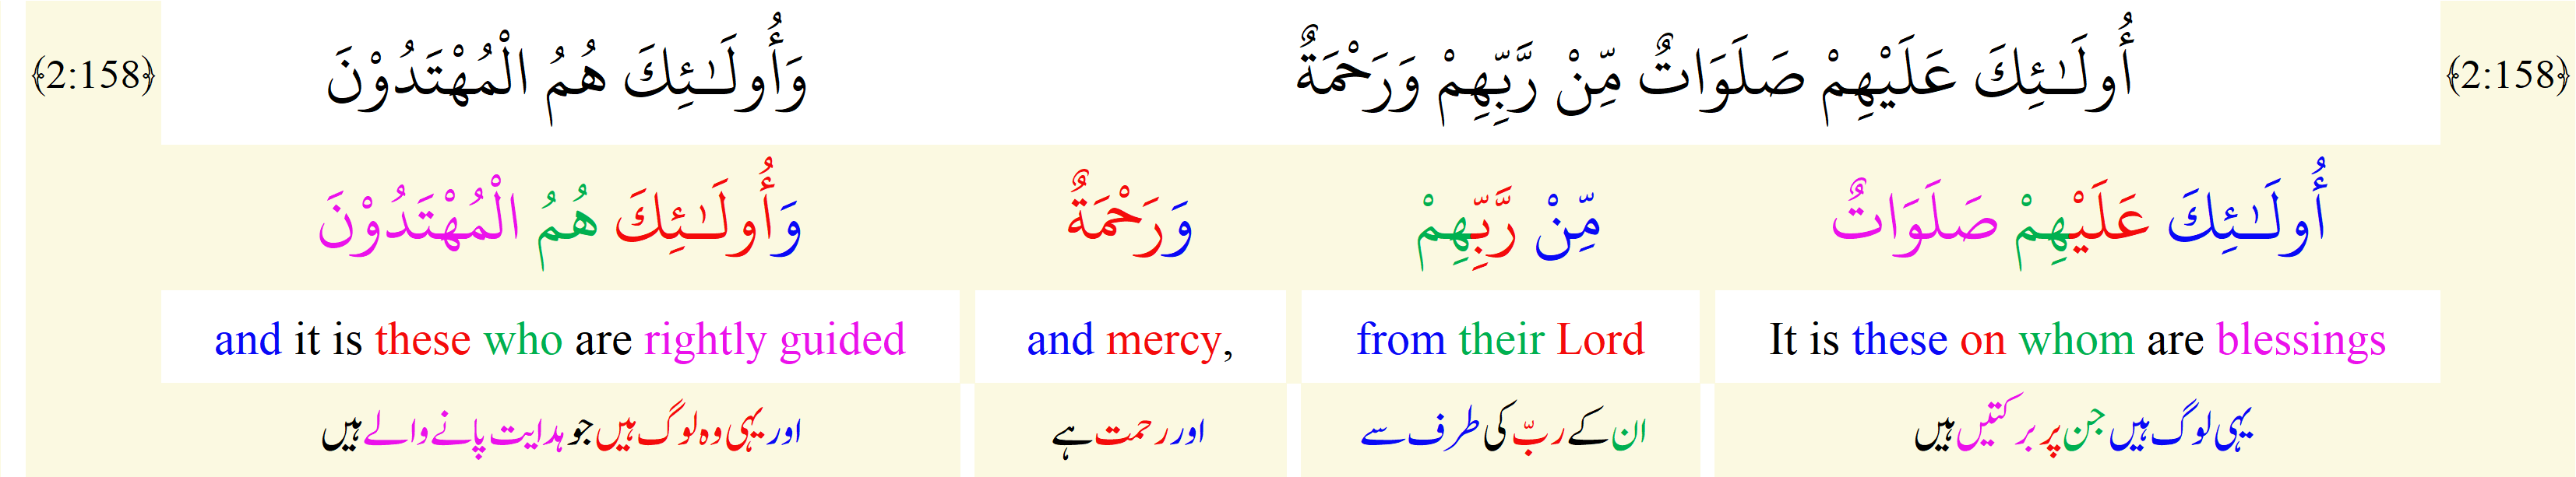 ﴿2:158﴾ أُولَـٰئِكَ عَلَيْهِمْ صَلَوَاتٌ مِّنْ رَّبِّهِمْ وَرَحْمَةٌ وَأُولَـٰئِكَ هُمُ الْمُهْتَدُوْنَ ﴿2:158﴾
أُولَـٰئِكَ عَلَيْهِمْ صَلَوَاتٌ مِّنْ رَّبِّهِمْ وَرَحْمَةٌ وَأُولَـٰئِكَ هُمُ الْمُهْتَدُوْنَ
It is these on whom are blessings
from their Lord
and mercy,
and it is these who are rightly guided
یہی لوگ ہیں جن پر برکتیں ہیں
ان کے ربّ کی طرف سے
اور رحمت ہے
اور یہی وہ لوگ ہیں جو ہدایت پانے والے ہیں